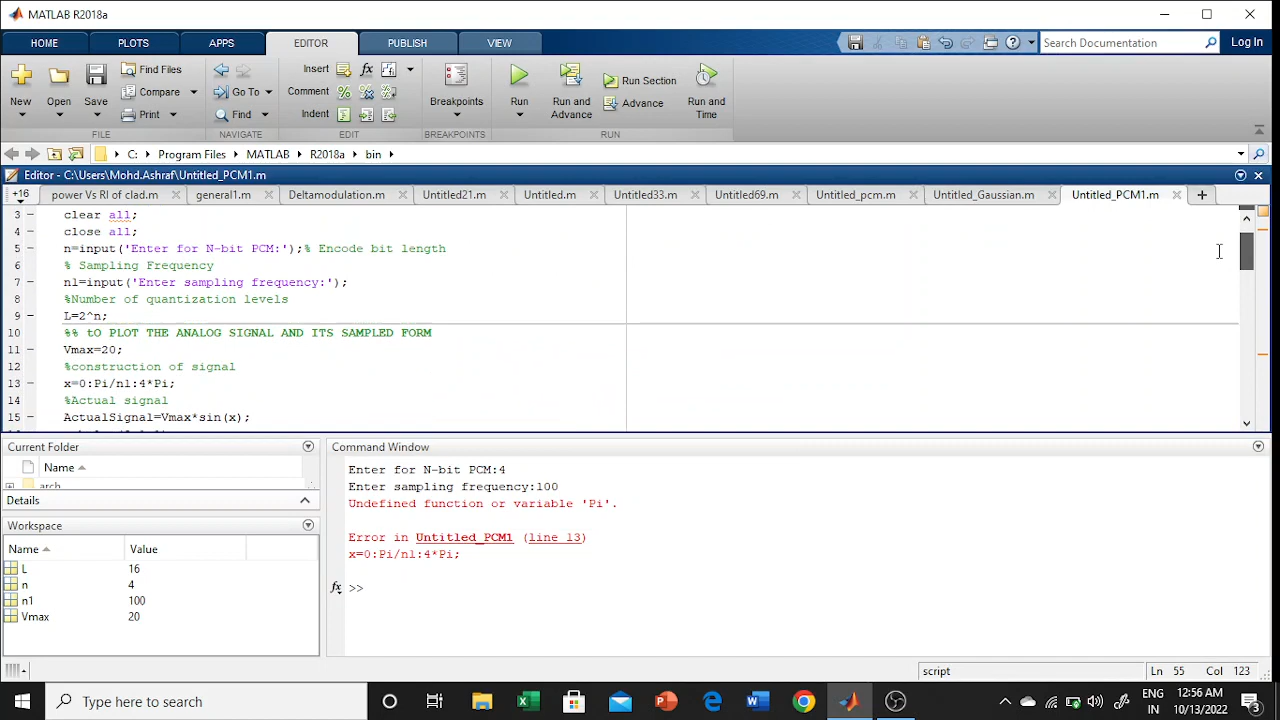 MATLAB R2018a
HOME PLOTS APPS EDITOR PUBLISH VIEW Search Documentation Log In
New Open Save Find Files Compare Print Go To Find Insert Comment Indent Breakpoints Run Run and Advance Run Section Advance Run and Time
FILE NAVIGATE EDIT BREAKPOINTS RUN
C: Program Files MATLAB R2018a bin
Editor - C:\Users\Mohd.Ashraf\Untitled_PCM1.m
+16 power Vs RI of clad.m general1.m Deltamodulation.m Untitled21.m Untitled.m Untitled33.m Untitled69.m Untitled_pcm.m Untitled_Gaussian.m Untitled_PCM1.m
3 clear all;
4 close all;
5 n=input('Enter for N-bit PCM:');% Encode bit length
6 % Sampling Frequency
7 n1=input('Enter sampling frequency:');
8 %Number of quantization levels
9 L=2^n;
10 %% tO PLOT THE ANALOG SIGNAL AND ITS SAMPLED FORM
11 Vmax=20;
12 %construction of signal
13 x=0:Pi/n1:4*Pi;
14 %Actual signal
15 ActualSignal=Vmax*sin(x);
Current Folder
Name
arch
Details
Workspace
Name Value
L 16
n 4
n1 100
Vmax 20
Command Window
Enter for N-bit PCM:4
Enter sampling frequency:100
Undefined function or variable 'Pi'.
Error in Untitled_PCM1 (line 13)
x=0:Pi/n1:4*Pi;
fx >>
script Ln 55 Col 123
Type here to search
ENG
IN
12:56 AM
10/13/2022
3